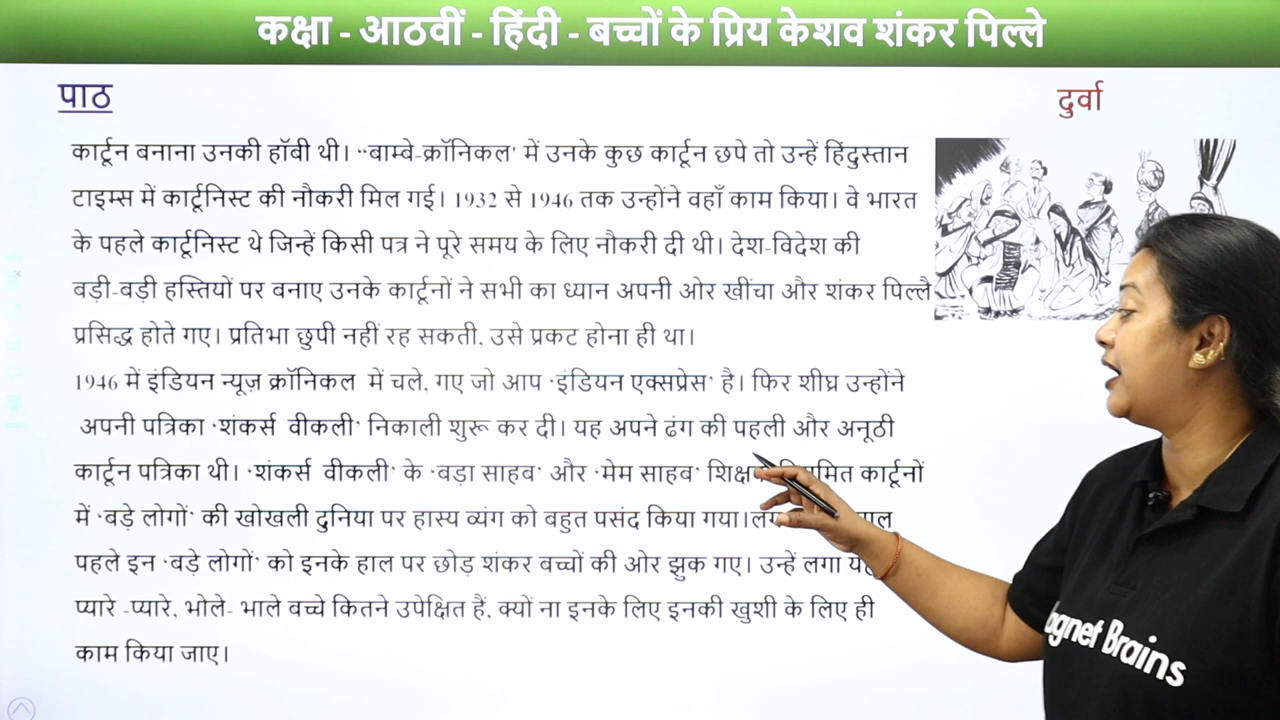 कक्षा - आठवीं - हिंदी - बच्चों के प्रिय केशव शंकर पिल्ले
पाठ
दुर्वा
कार्टून बनाना उनकी हॉबी थी। “बाम्बे-क्रॉनिकल' में उनके कुछ कार्टून छपे तो उन्हें हिंदुस्तान
टाइम्स में कार्टूनिस्ट की नौकरी मिल गई। 1932 से 1946 तक उन्होंने वहाँ काम किया। वे भारत
के पहले कार्टूनिस्ट थे जिन्हें किसी पत्र ने पूरे समय के लिए नौकरी दी थी। देश-विदेश की
बड़ी-बड़ी हस्तियों पर बनाए उनके कार्टूनों ने सभी का ध्यान अपनी ओर खींचा और शंकर पिल्लै
प्रसिद्ध होते गए। प्रतिभा छुपी नहीं रह सकती, उसे प्रकट होना ही था।
1946 में इंडियन न्यूज़ क्रॉनिकल में चले, गए जो आप 'इंडियन एक्सप्रेस' है। फिर शीघ्र उन्होंने
अपनी पत्रिका 'शंकर्स वीकली' निकाली शुरू कर दी। यह अपने ढंग की पहली और अनूठी
कार्टून पत्रिका थी। 'शंकर्स वीकली' के 'बड़ा साहब' और 'मेम साहब' कार्टूनों
में 'बड़े लोगों' की खोखली दुनिया पर हास्य व्यंग को बहुत पसंद किया गया।
पहले इन 'बड़े लोगों' को इनके हाल पर छोड़ शंकर बच्चों की ओर झुक गए। उन्हें लगा
प्यारे -प्यारे, भोले- भाले बच्चे कितने उपेक्षित हैं, क्यों ना इनके लिए इनकी खुशी के लिए ही
काम किया जाए।
agnet Brains